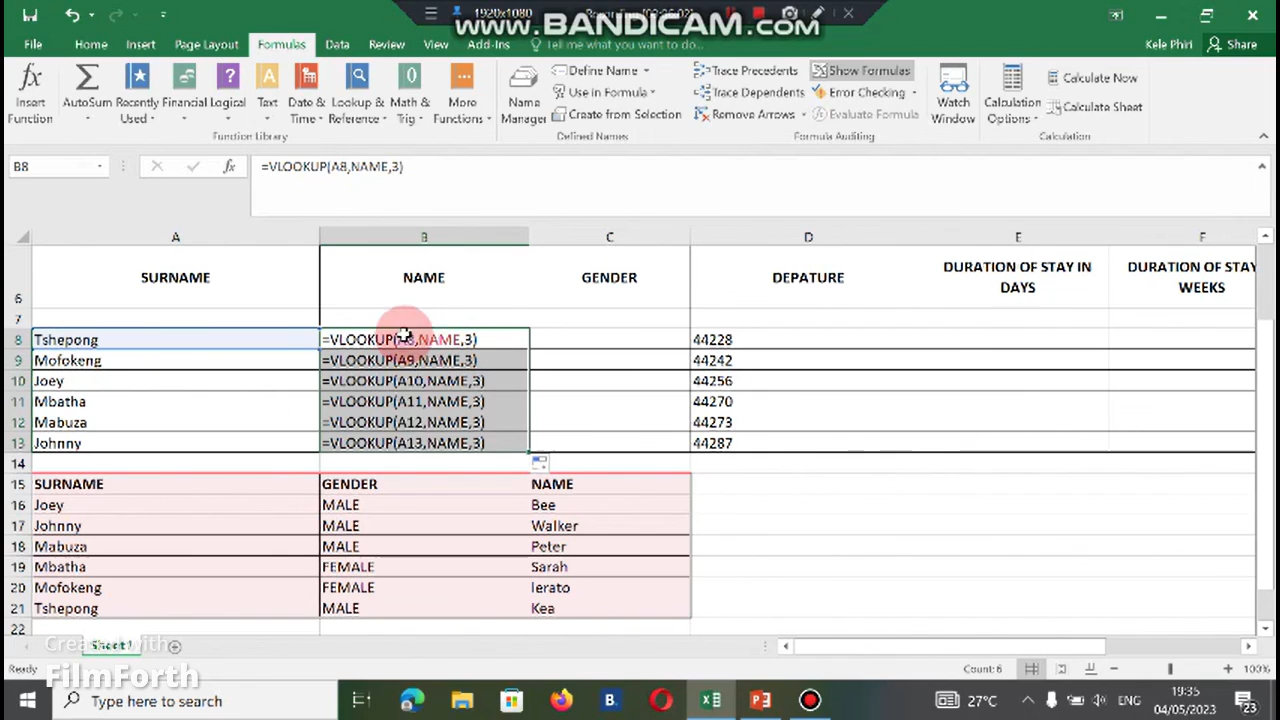 1920x1080
www.BANDICAM.com
File Home Insert Page Layout Formulas Data Review View Add-Ins Tell me what you want to do... Kele Phiri Share
Insert Function
AutoSum
Recently Used
Financial
Logical
Text
Date & Time
Lookup & Reference
Math & Trig
More Functions
Function Library
Name Manager
Define Name
Use in Formula
Create from Selection
Defined Names
Trace Precedents
Trace Dependents
Remove Arrows
Show Formulas
Error Checking
Evaluate Formula
Formula Auditing
Watch Window
Calculation Options
Calculate Now
Calculate Sheet
Calculation
B8 fx =VLOOKUP(A8,NAME,3)
A B C D E F
6 SURNAME NAME GENDER DEPATURE DURATION OF STAY IN DAYS DURATION OF STAY WEEKS
7
8 Tshepong =VLOOKUP(A8,NAME,3) 44228
9 Mofokeng =VLOOKUP(A9,NAME,3) 44242
10 Joey =VLOOKUP(A10,NAME,3) 44256
11 Mbatha =VLOOKUP(A11,NAME,3) 44270
12 Mabuza =VLOOKUP(A12,NAME,3) 44273
13 Johnny =VLOOKUP(A13,NAME,3) 44287
14
15 SURNAME GENDER NAME
16 Joey MALE Bee
17 Johnny MALE Walker
18 Mabuza MALE Peter
19 Mbatha FEMALE Sarah
20 Mofokeng FEMALE lerato
21 Tshepong MALE Kea
22
Created with
Sheet1
FilmForth
Ready Count: 6 100%
Type here to search 27°C ENG 19:35
04/05/2023 23